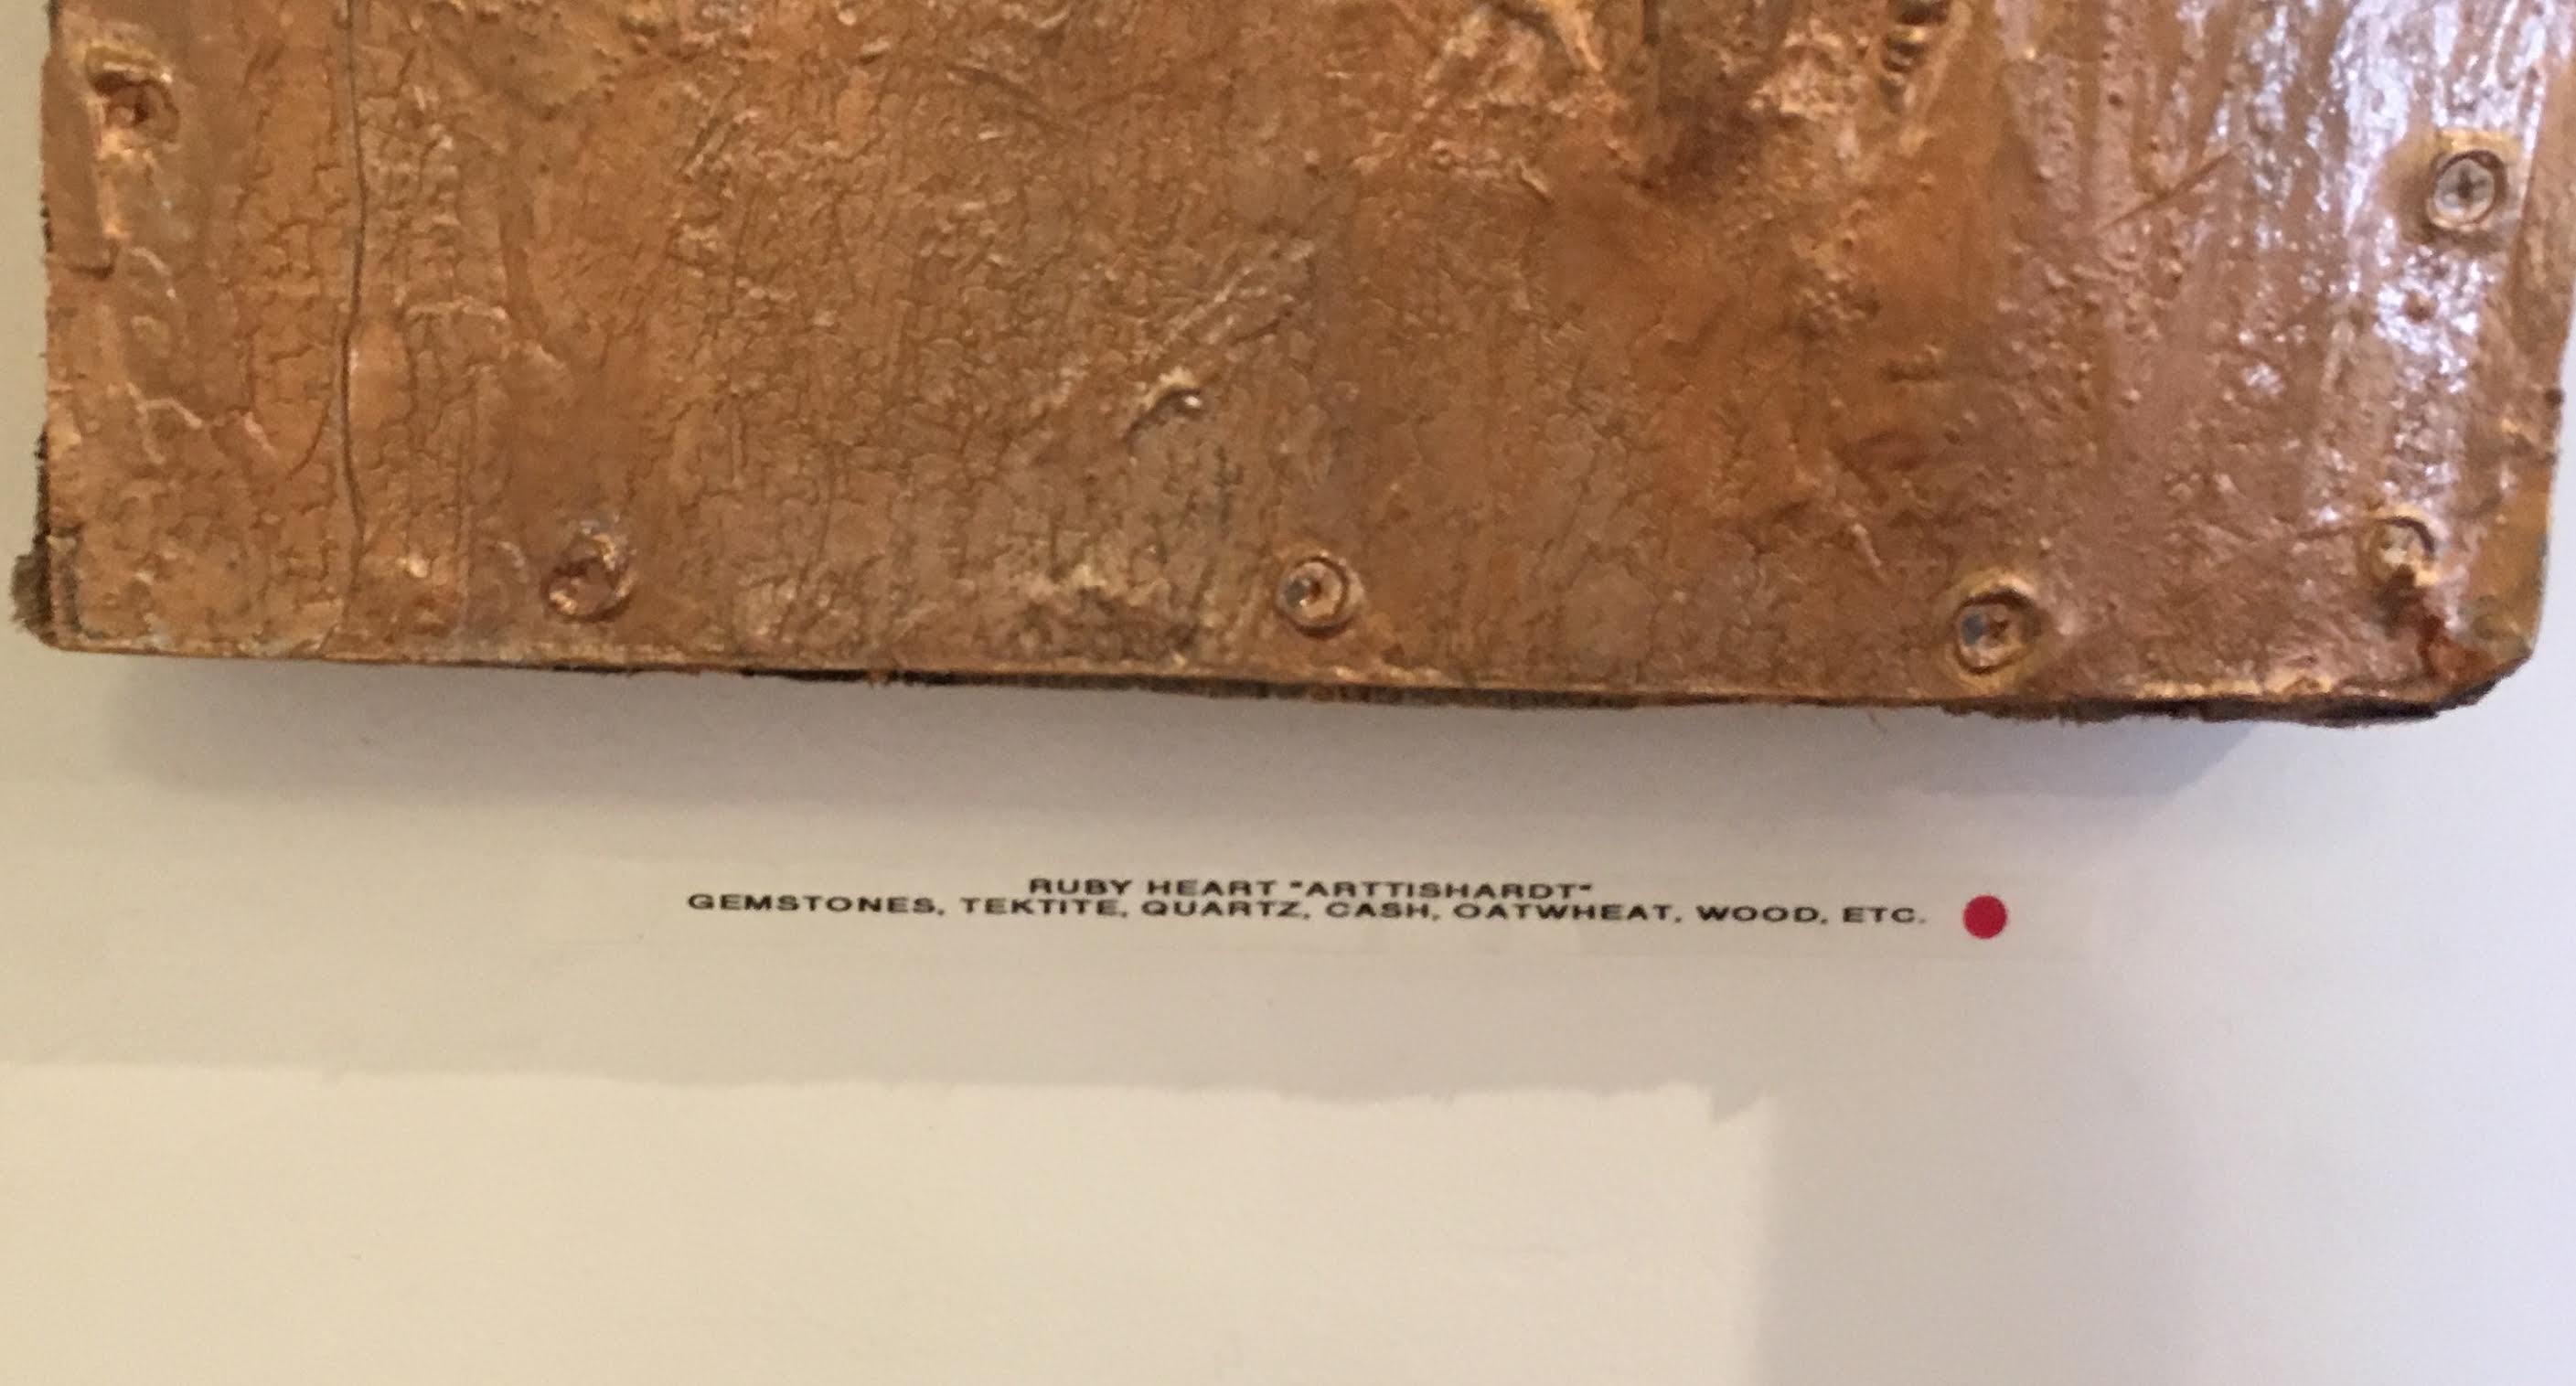 RUBY HEART "ARTTISHARDT"
GEMSTONES, TEKTITE, QUARTZ, CASH, OATWHEAT, WOOD, ETC.